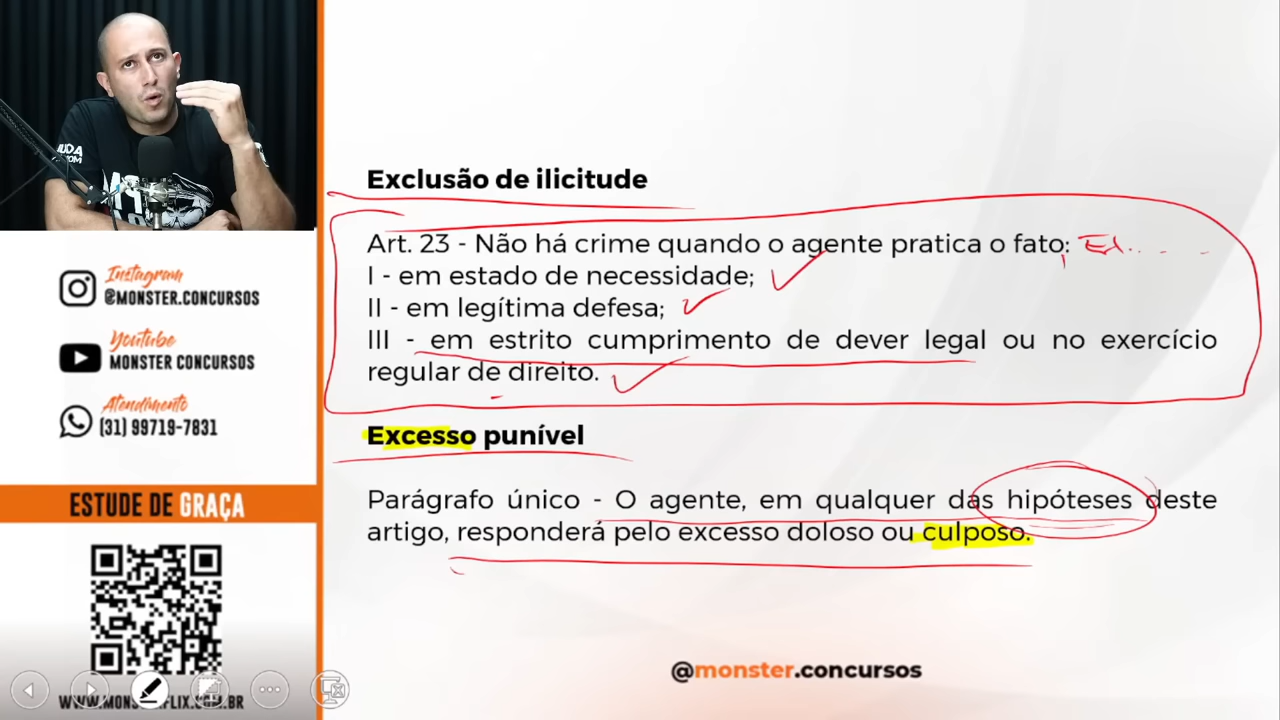 Exclusão de ilicitude
Art. 23 - Não há crime quando o agente pratica o fato:
I - em estado de necessidade;
II - em legítima defesa;
III - em estrito cumprimento de dever legal ou no exercício
regular de direito.
Excesso punível
Parágrafo único - O agente, em qualquer das hipóteses deste
artigo, responderá pelo excesso doloso ou culposo.
@monster.concursos
Instagram
@MONSTER.CONCURSOS
Youtube
MONSTER CONCURSOS
Atendimento
(31) 99719-7831
ESTUDE DE GRAÇA